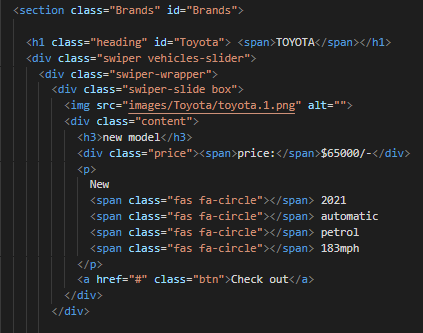 <section class="Brands" id="Brands">
<h1 class="heading" id="Toyota"> <span>TOYOTA</span></h1>
<div class="swiper vehicles-slider">
<div class="swiper-wrapper">
<div class="swiper-slide box">
<img src="images/Toyota/toyota.1.png" alt="">
<div class="content">
<h3>new model</h3>
<div class="price"><span>price:</span>$65000/-</div>
<p>
New
<span class="fas fa-circle"></span> 2021
<span class="fas fa-circle"></span> automatic
<span class="fas fa-circle"></span> petrol
<span class="fas fa-circle"></span> 183mph
</p>
<a href="#" class="btn">Check out</a>
</div>
</div>